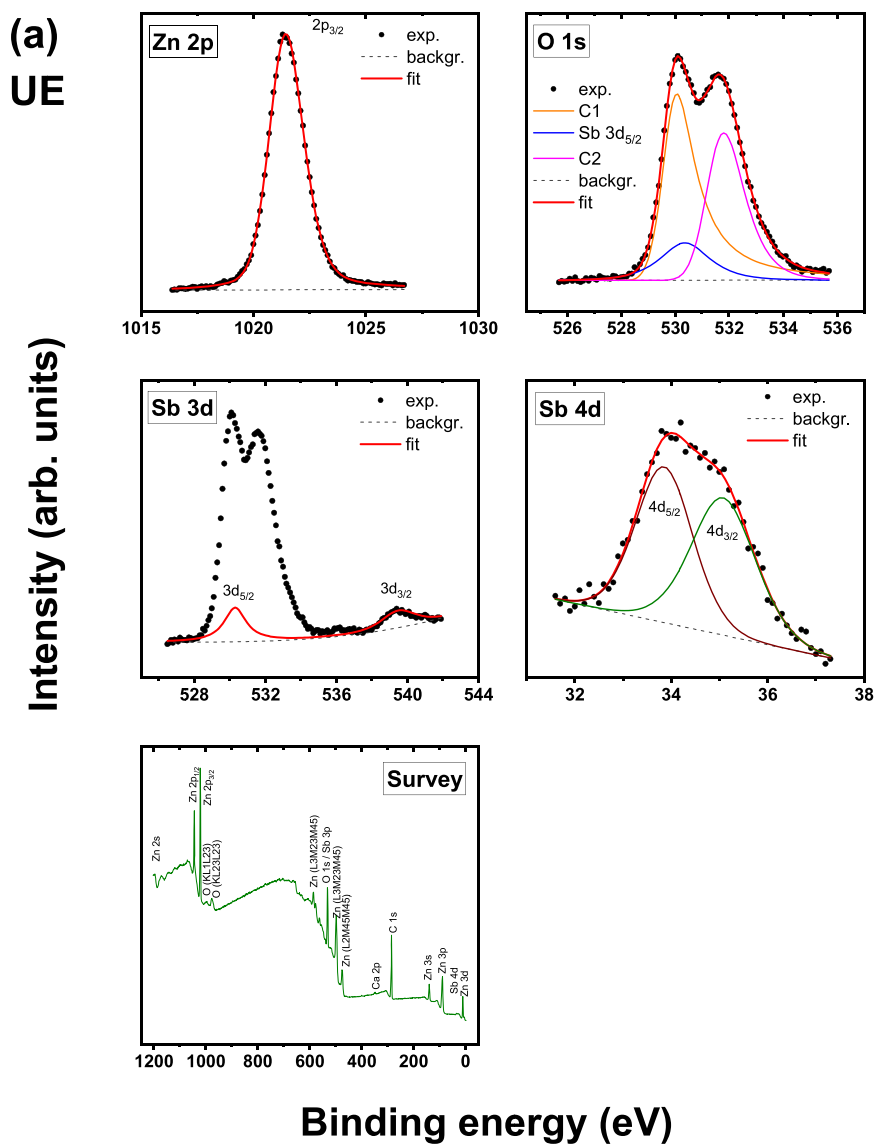 (a)
UE
Zn 2p
2p3/2
exp.
backgr.
fit
1015 1020 1025 1030
O 1s
exp.
C1
Sb 3d5/2
C2
backgr.
fit
526 528 530 532 534 536
Intensity (arb. units)
Sb 3d
exp.
backgr.
fit
3d5/2
3d3/2
528 532 536 540 544
Sb 4d
exp.
backgr.
fit
4d5/2
4d3/2
32 34 36 38
Survey
Zn 2s
Zn 2p1/2
Zn 2p3/2
O (KL1L23)
O (KL23L23)
Zn (L3M23M45)
O 1s / Sb 3p
Zn (L3M23M45)
Zn (L2M45M45)
Ca 2p
C 1s
Zn 3s
Zn 3p
Sb 4d
Zn 3d
1200 1000 800 600 400 200 0
Binding energy (eV)